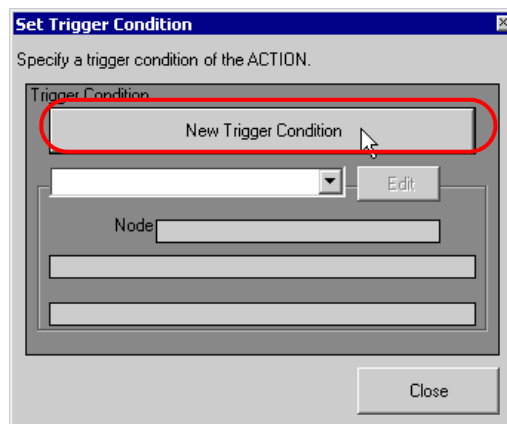 Set Trigger Condition
Specify a trigger condition of the ACTION.
Trigger Condition
New Trigger Condition
Edit
Node
Close